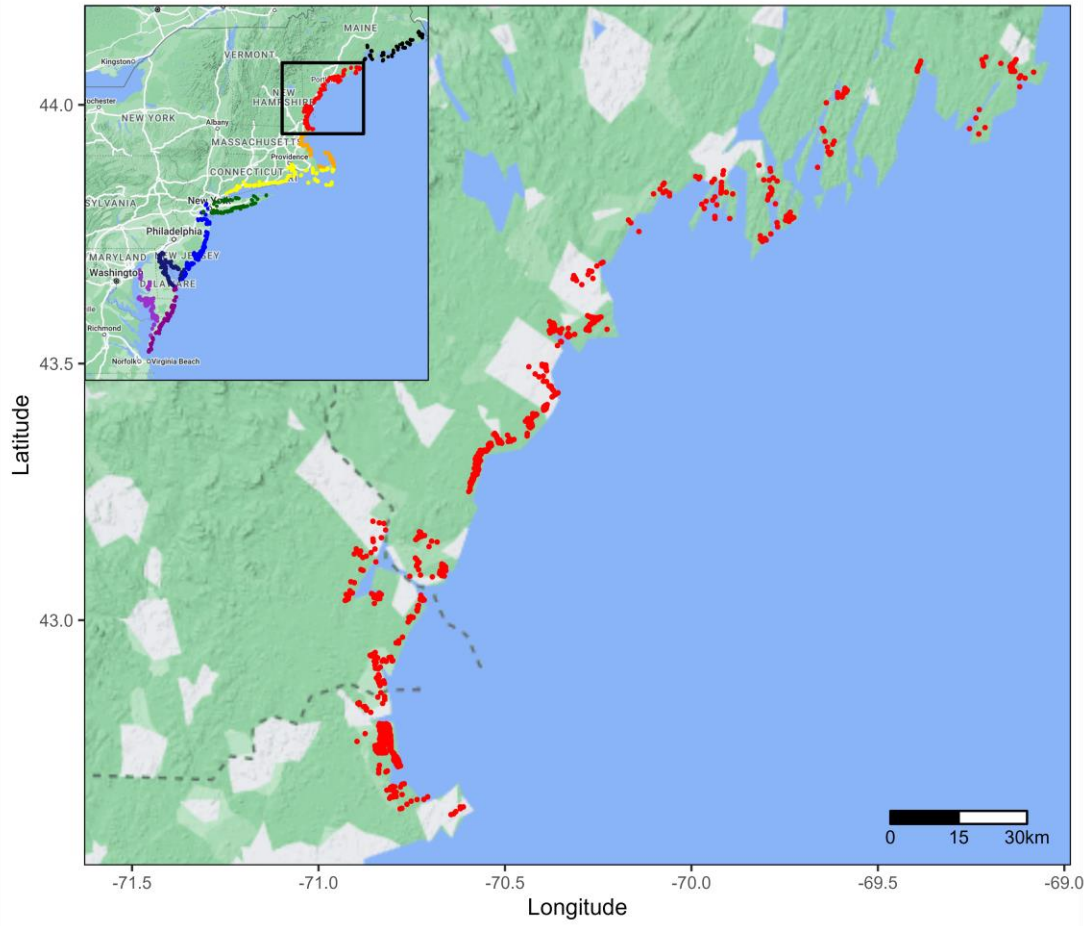 MAINE
VERMONT
Kingston
Port
NEW
HAMPSHIRE
ochester
NEW YORK
Albany
MASSACHUSETT
Providence
CONNECTICUT
SYLVANIA
New York
Philadelphia
MARYLAND
NEW JERSEY
Washington
DELAWARE
Richmond
Norfolk
Virginia Beach
44.0
43.5
43.0
Latitude
0
15
30km
-71.5
-71.0
-70.5
-70.0
-69.5
-69.0
Longitude